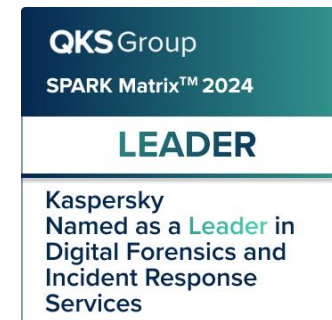 QKS Group
SPARK Matrix™ 2024
LEADER
Kaspersky
Named as a Leader in
Digital Forensics and
Incident Response
Services